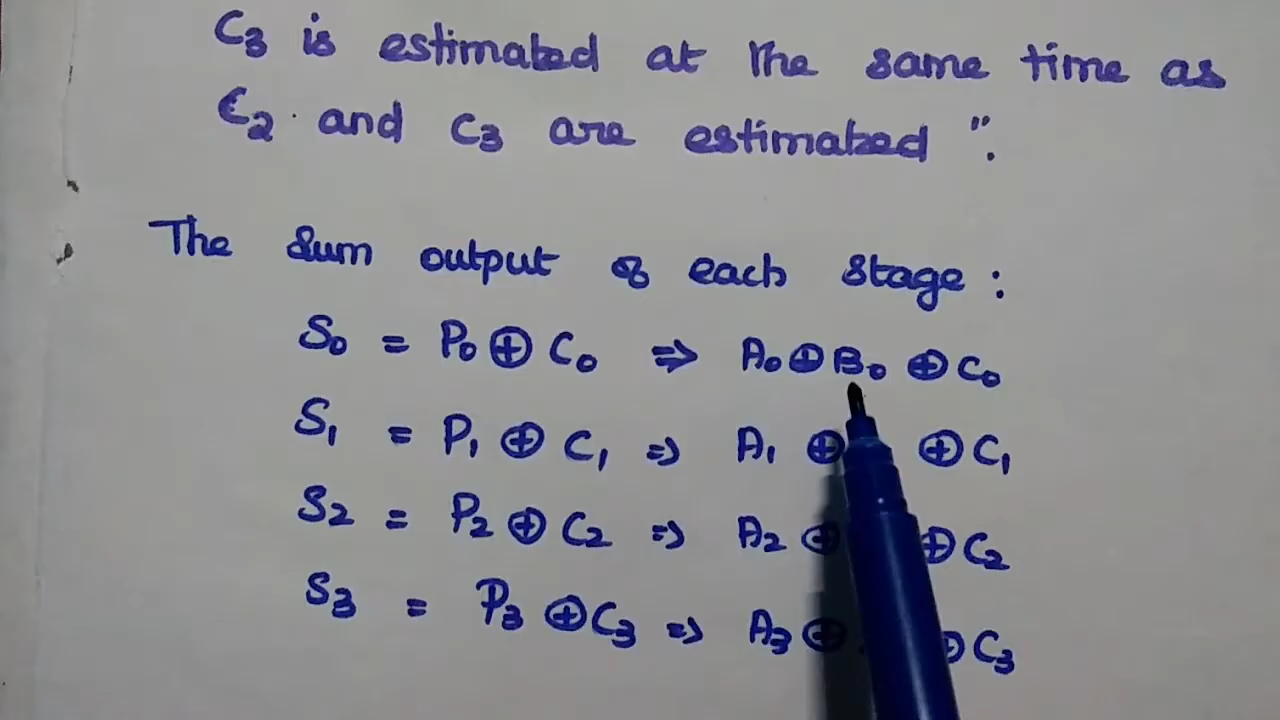 C3 is estimated at the same time as
C2 and C3 are estimated ".
The sum output of each stage :
S0 = P0 ⊕ C0 ⇒ A0 ⊕ B0 ⊕ C0
S1 = P1 ⊕ C1 ⇒ A1 ⊕ ⊕ C1
S2 = P2 ⊕ C2 ⇒ A2 ⊕ ⊕ C2
S3 = P3 ⊕ C3 ⇒ A3 ⊕ ⊕ C3